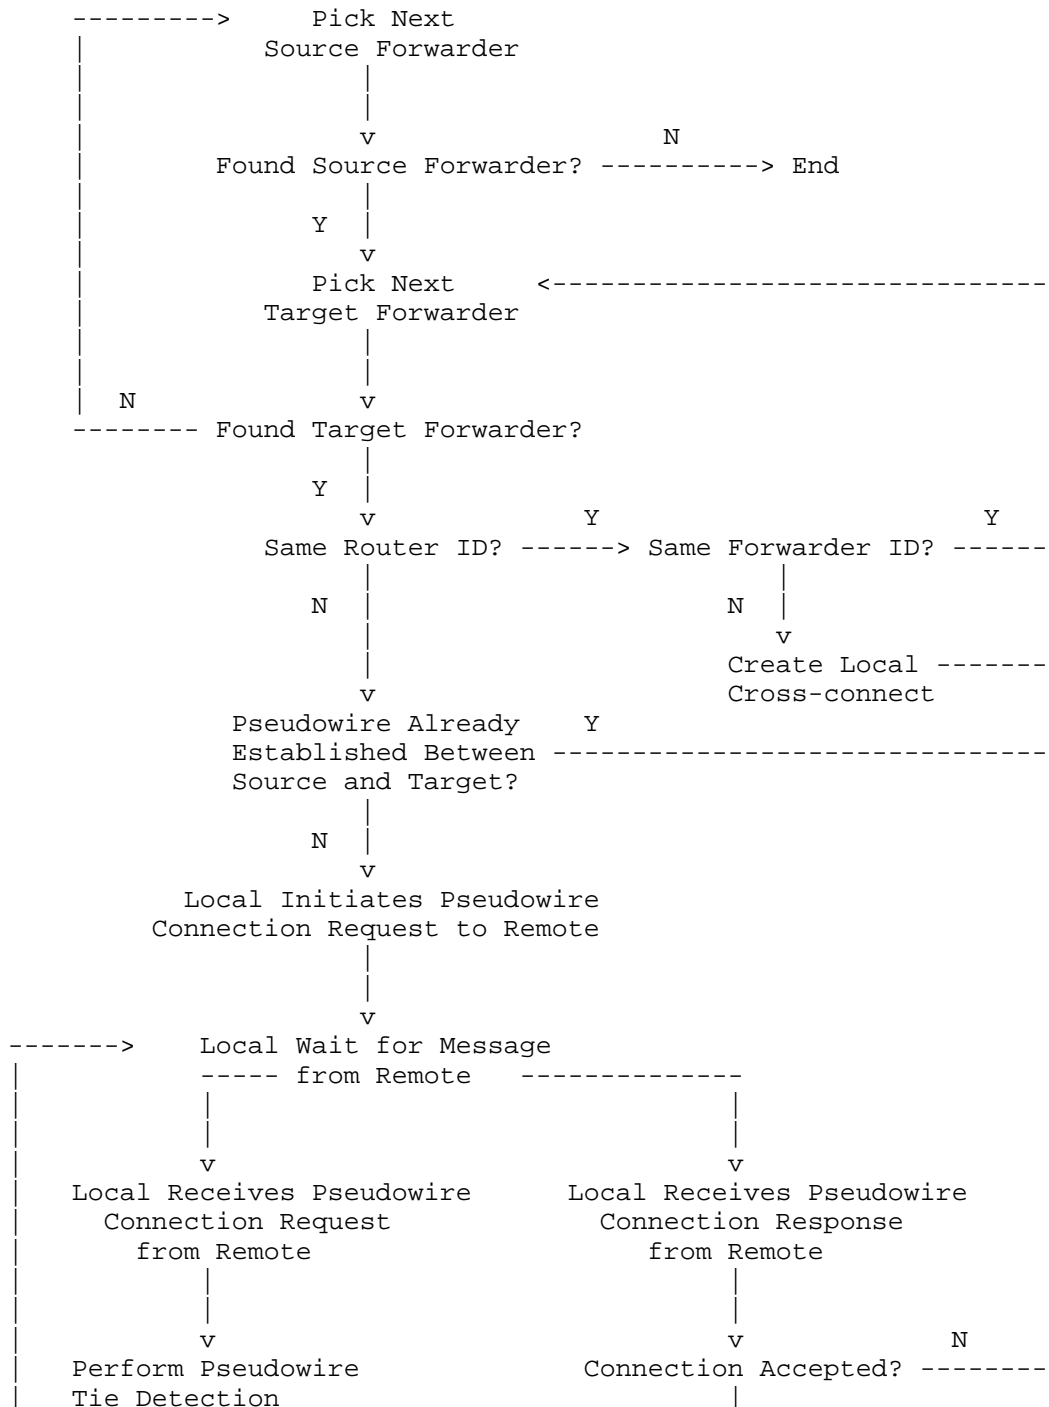 ---------> Pick Next
| Source Forwarder
| |
| |
| v N
| Found Source Forwarder? ----------> End
| |
| Y |
| v
| Pick Next <-------------------------------
| Target Forwarder
| |
| |
| N v
-------- Found Target Forwarder?
|
Y |
v Y Y
Same Router ID? ------> Same Forwarder ID? ------
| |
N | N |
| v
| Create Local -------
v Cross-connect
Pseudowire Already Y
Established Between -------------------------------
Source and Target?
|
N |
v
Local Initiates Pseudowire
Connection Request to Remote
|
|
v
-------> Local Wait for Message
| ----- from Remote --------------
| | |
| | |
| v v
| Local Receives Pseudowire Local Receives Pseudowire
| Connection Request Connection Response
| from Remote from Remote
| | |
| | |
| v v N
| Perform Pseudowire Connection Accepted? --------
| Tie Detection |